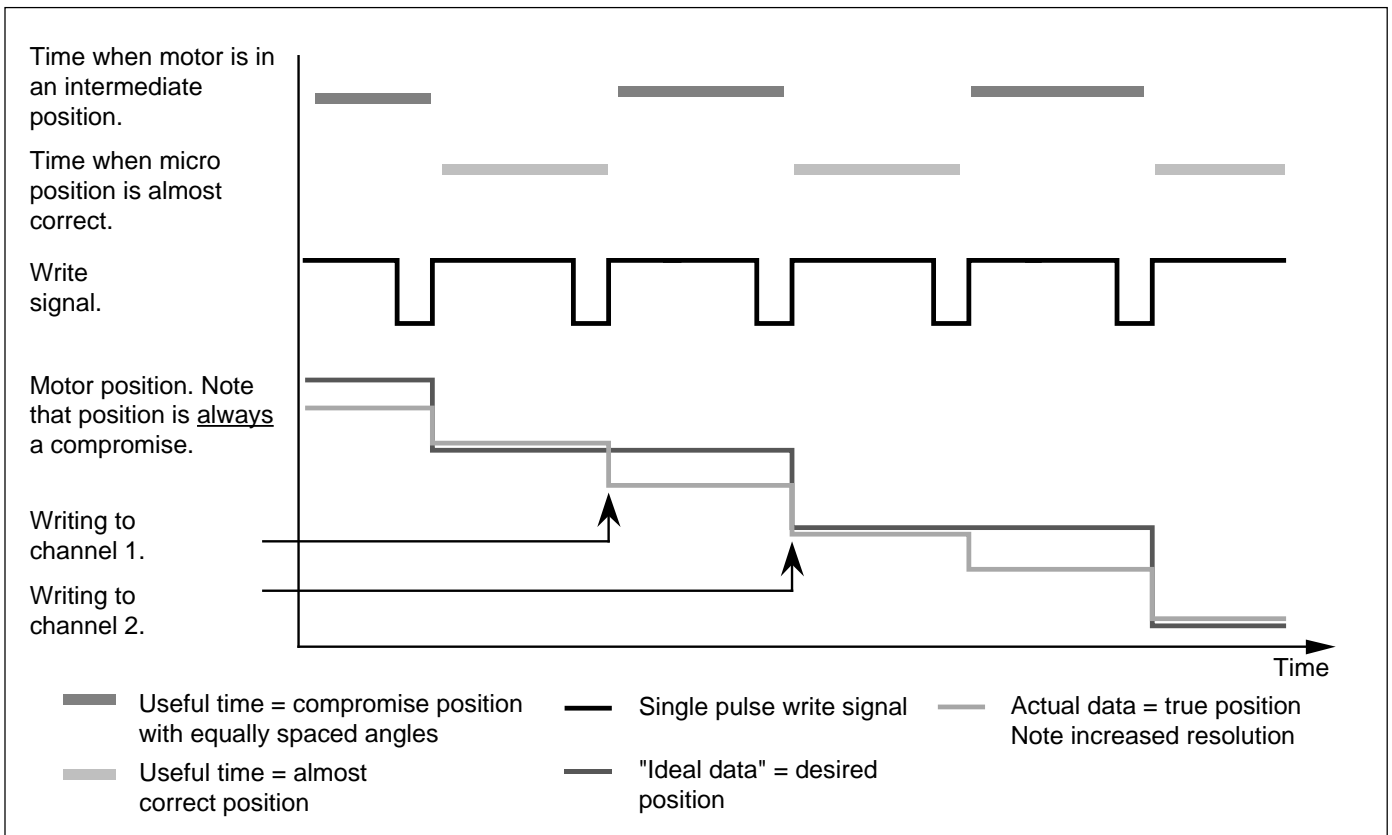 Time when motor is in
an intermediate
position.
Time when micro
position is almost
correct.
Write
signal.
Motor position. Note
that position is always
a compromise.
Writing to
channel 1.
Writing to
channel 2.
Time
Useful time = compromise position
with equally spaced angles
Useful time = almost
correct position
Single pulse write signal
"Ideal data" = desired
position
Actual data = true position
Note increased resolution